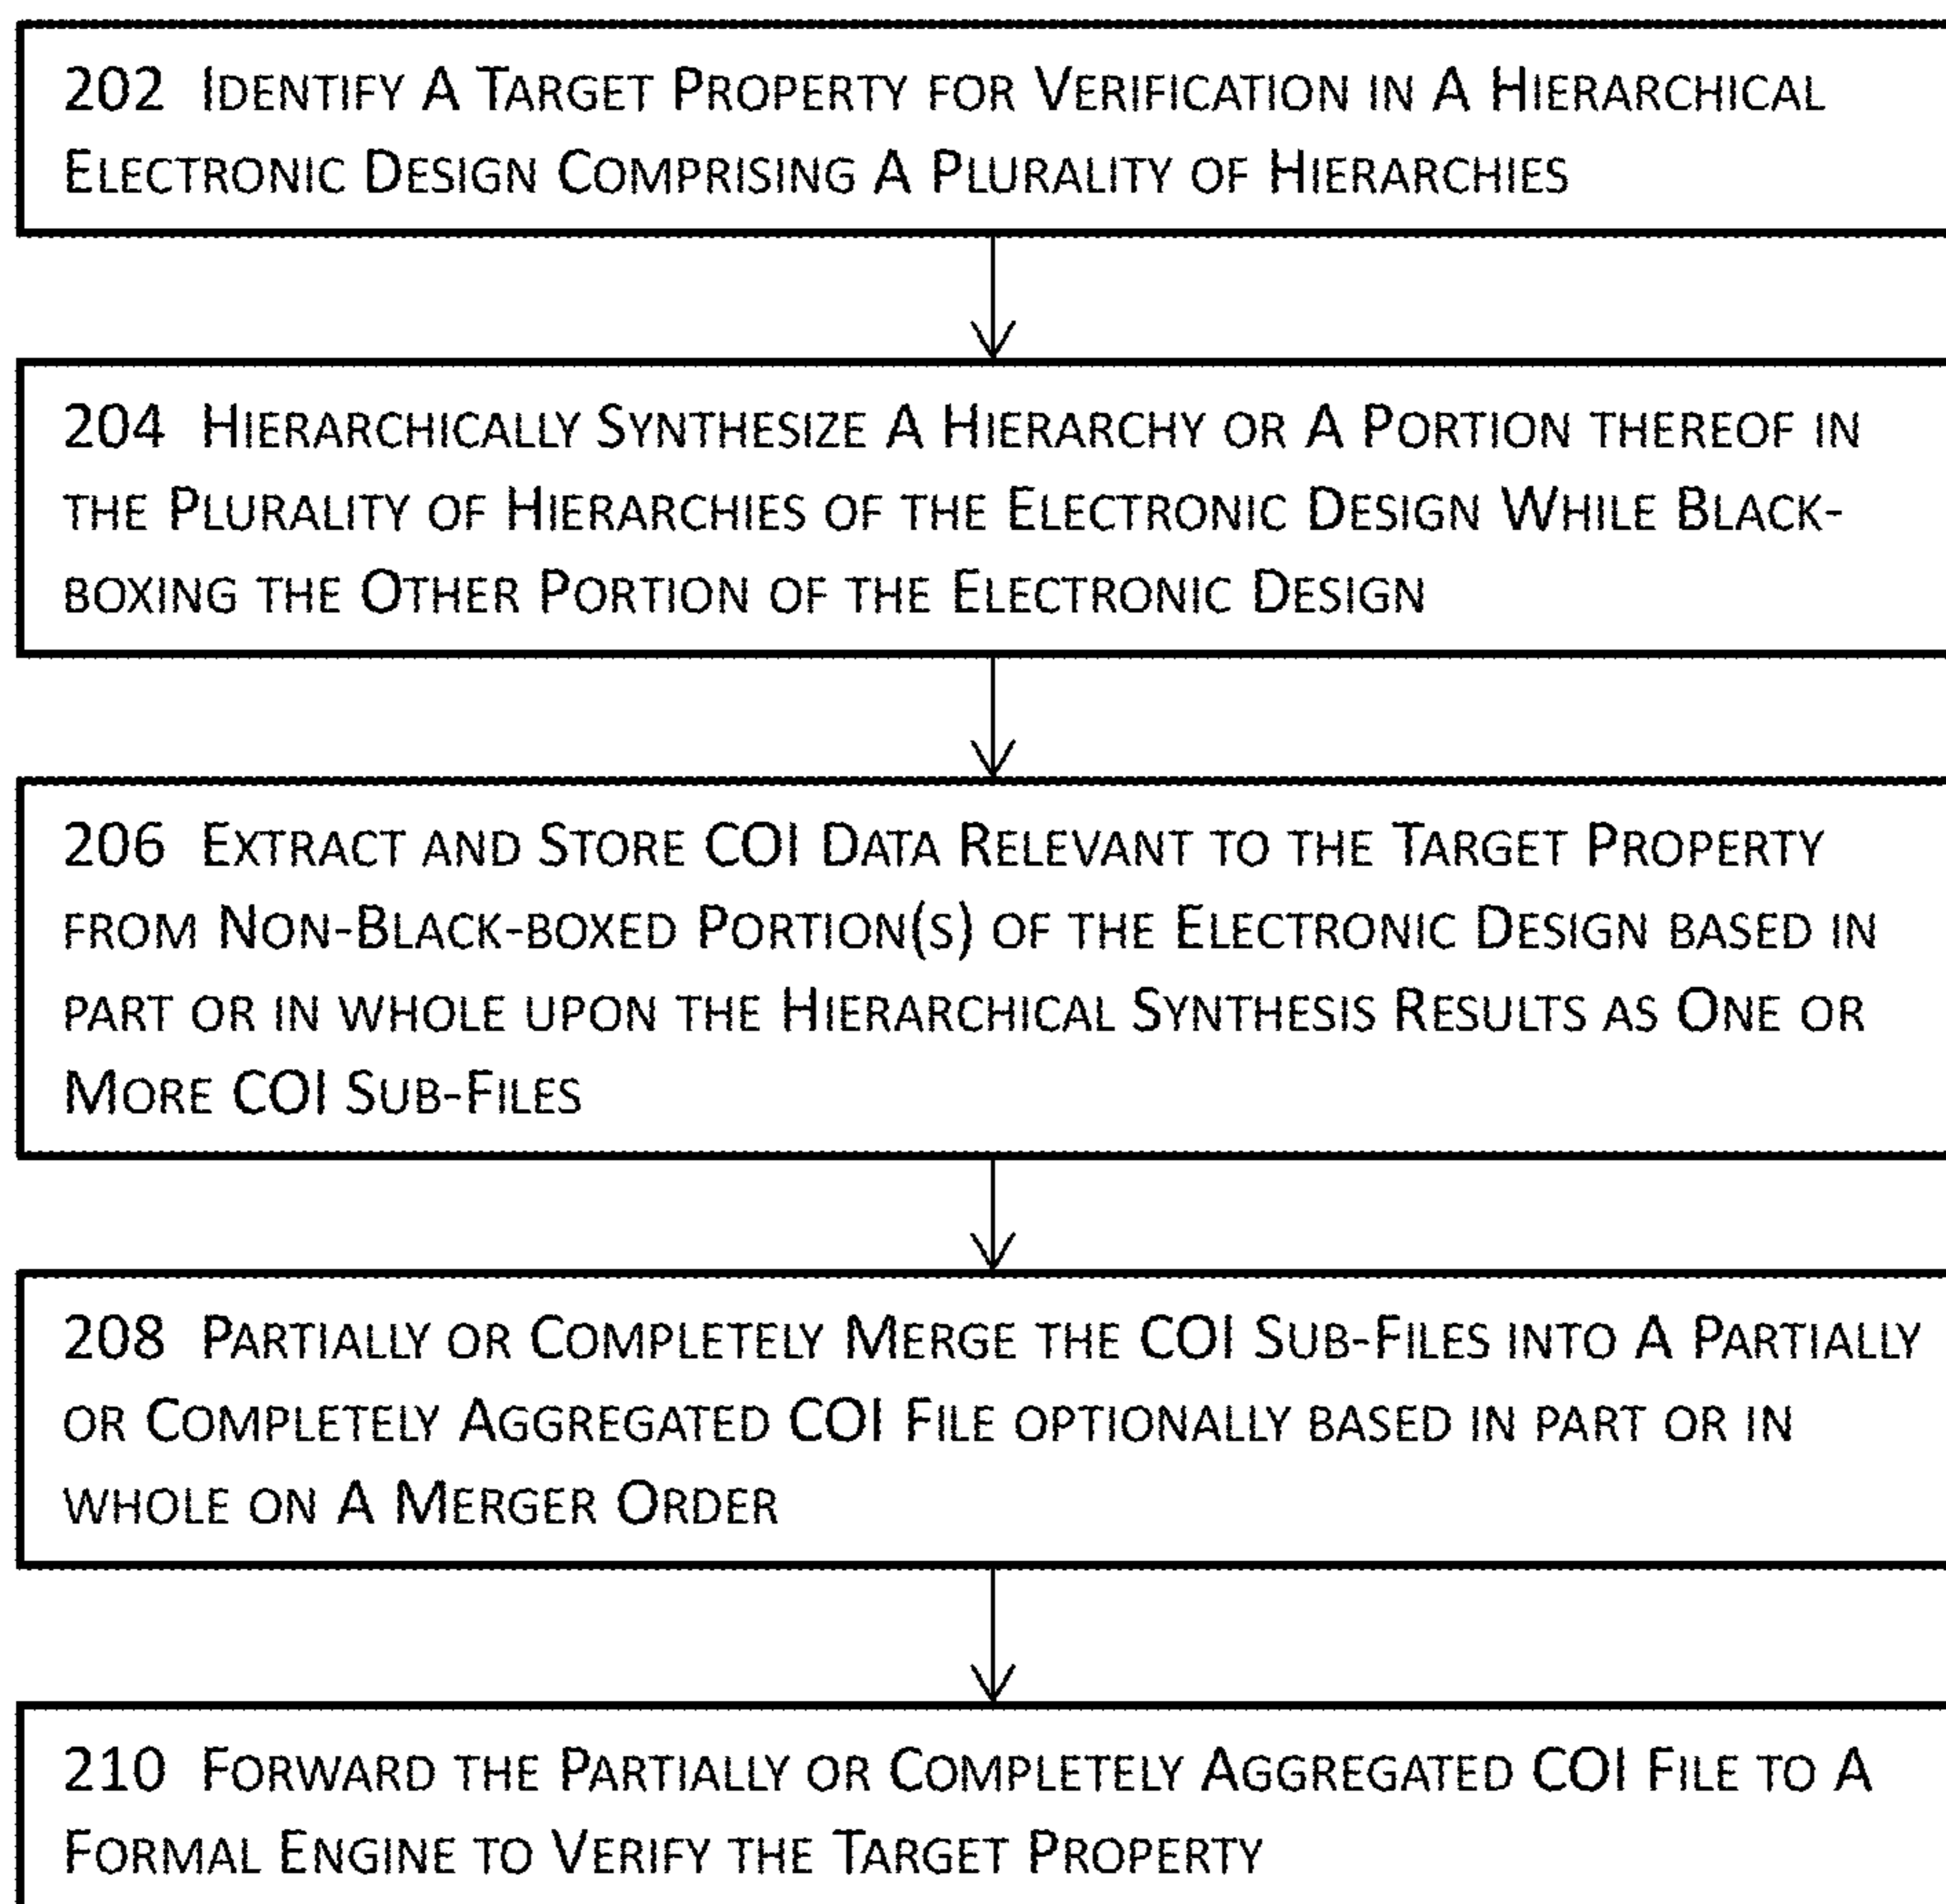 202 Identify A Target Property for Verification in A Hierarchical
Electronic Design Comprising A Plurality of Hierarchies
204 Hierarchically Synthesize A Hierarchy or A Portion thereof in
the Plurality of Hierarchies of the Electronic Design While Black-
boxing the Other Portion of the Electronic Design
206 Extract and Store COI Data Relevant to the Target Property
from Non-Black-boxed Portion(s) of the Electronic Design based in
part or in whole upon the Hierarchical Synthesis Results as One or
More COI Sub-Files
208 Partially or Completely Merge the COI Sub-Files into A Partially
or Completely Aggregated COI File optionally based in part or in
whole on A Merger Order
210 Forward the Partially or Completely Aggregated COI File to A
Formal Engine to Verify the Target Property